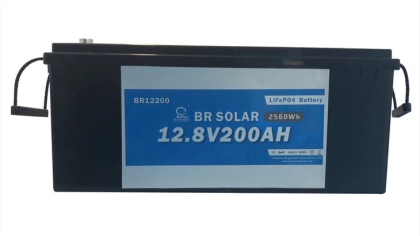 BR12200
LiFePO4 Battery
BR SOLAR
2560Wh
12.8V200AH